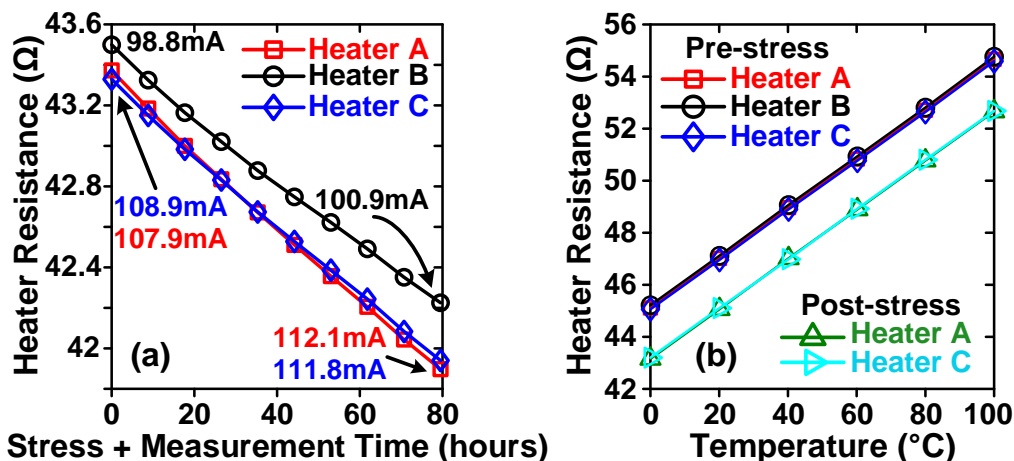 43.6
43.2
42.8
42.4
42
Heater Resistance (Ω)
98.8mA
Heater A
Heater B
Heater C
108.9mA
107.9mA
100.9mA
112.1mA
111.8mA
(a)
0 20 40 60 80
Stress + Measurement Time (hours)
56
54
52
50
48
46
44
42
Heater Resistance (Ω)
Pre-stress
Heater A
Heater B
Heater C
Post-stress
Heater A
Heater C
(b)
0 20 40 60 80 100
Temperature (°C)